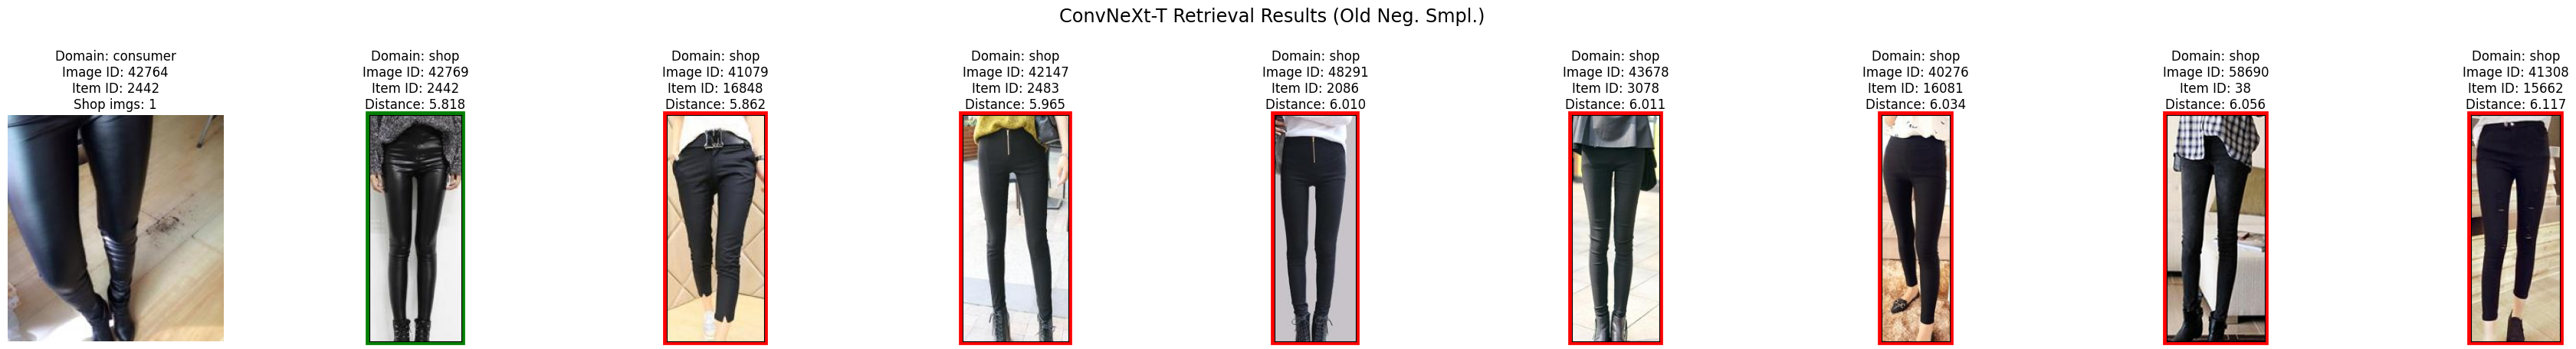 ConvNeXt-T Retrieval Results (Old Neg. Smpl.)
Domain: consumer
Image ID: 42764
Item ID: 2442
Shop imgs: 1
Domain: shop
Image ID: 42769
Item ID: 2442
Distance: 5.818
Domain: shop
Image ID: 41079
Item ID: 16848
Distance: 5.862
Domain: shop
Image ID: 42147
Item ID: 2483
Distance: 5.965
Domain: shop
Image ID: 48291
Item ID: 2086
Distance: 6.010
Domain: shop
Image ID: 43678
Item ID: 3078
Distance: 6.011
Domain: shop
Image ID: 40276
Item ID: 16081
Distance: 6.034
Domain: shop
Image ID: 58690
Item ID: 38
Distance: 6.056
Domain: shop
Image ID: 41308
Item ID: 15662
Distance: 6.117